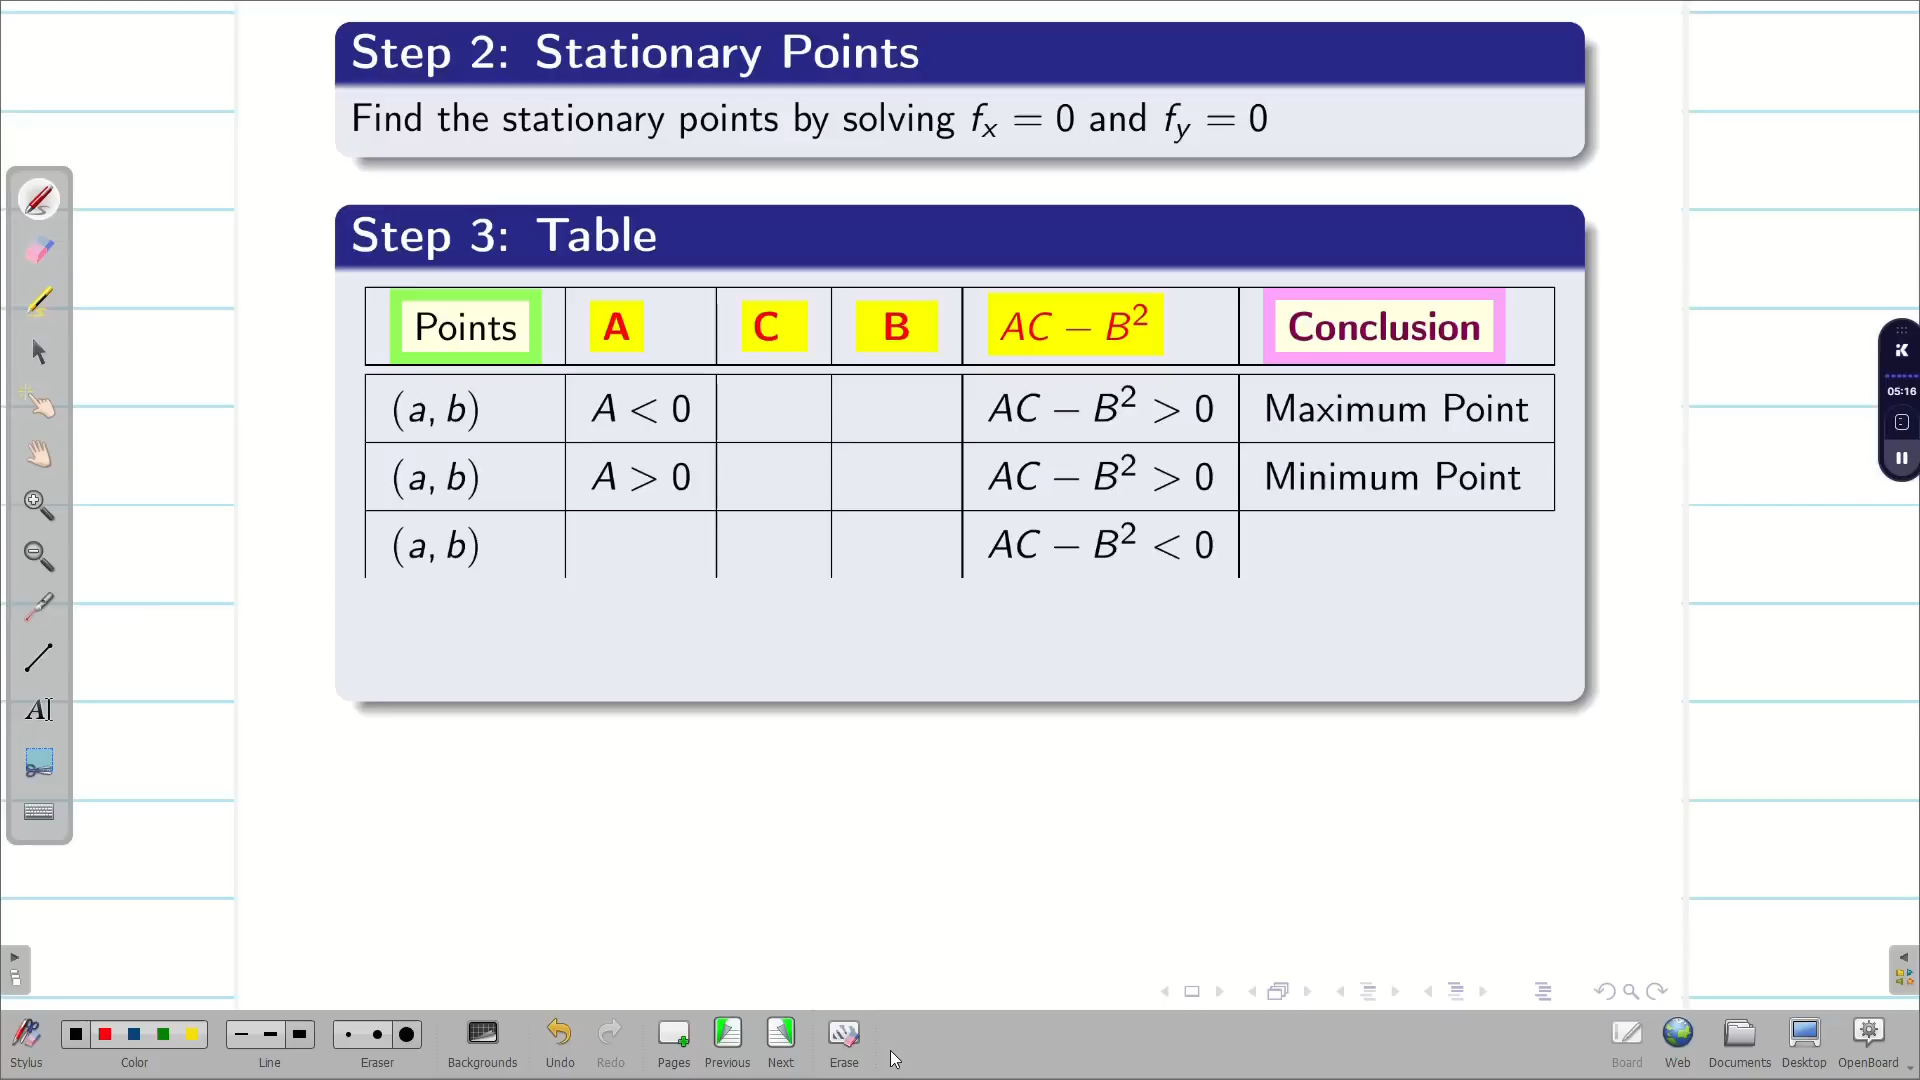 Step 2: Stationary Points
Find the stationary points by solving fₓ = 0 and f_y = 0
Step 3: Table
Points A C B AC − B² Conclusion
(a, b) A < 0 AC − B² > 0 Maximum Point
(a, b) A > 0 AC − B² > 0 Minimum Point
(a, b) AC − B² < 0
05:16
Stylus Color Line Eraser Backgrounds Undo Redo Pages Previous Next Erase Board Web Documents Desktop OpenBoard